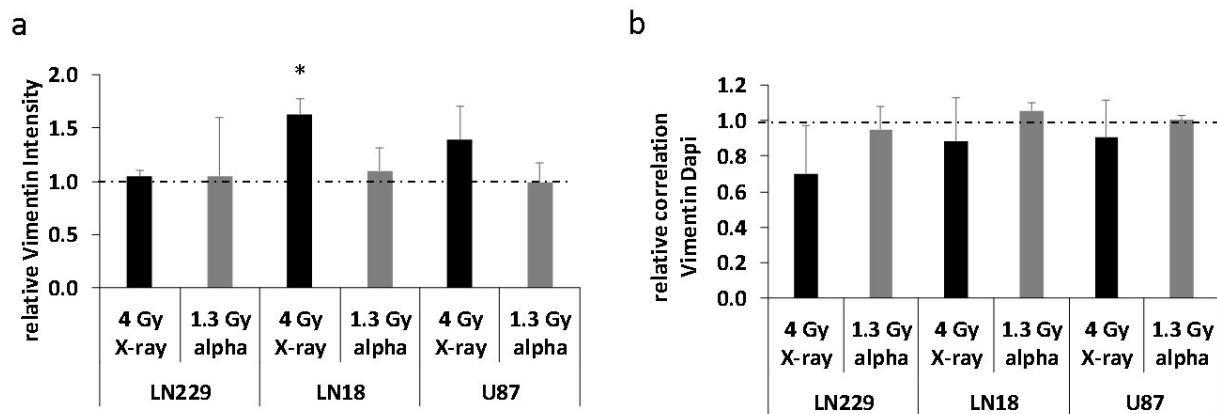 a
relative Vimentin Intensity
2.0
1.5
1.0
0.5
0.0
*
4 Gy 1.3 Gy 4 Gy 1.3 Gy 4 Gy 1.3 Gy
X-ray alpha X-ray alpha X-ray alpha
LN229 LN18 U87
b
relative correlation
Vimentin Dapi
1.2
1.0
0.8
0.6
0.4
0.2
0.0
4 Gy 1.3 Gy 4 Gy 1.3 Gy 4 Gy 1.3 Gy
X-ray alpha X-ray alpha X-ray alpha
LN229 LN18 U87